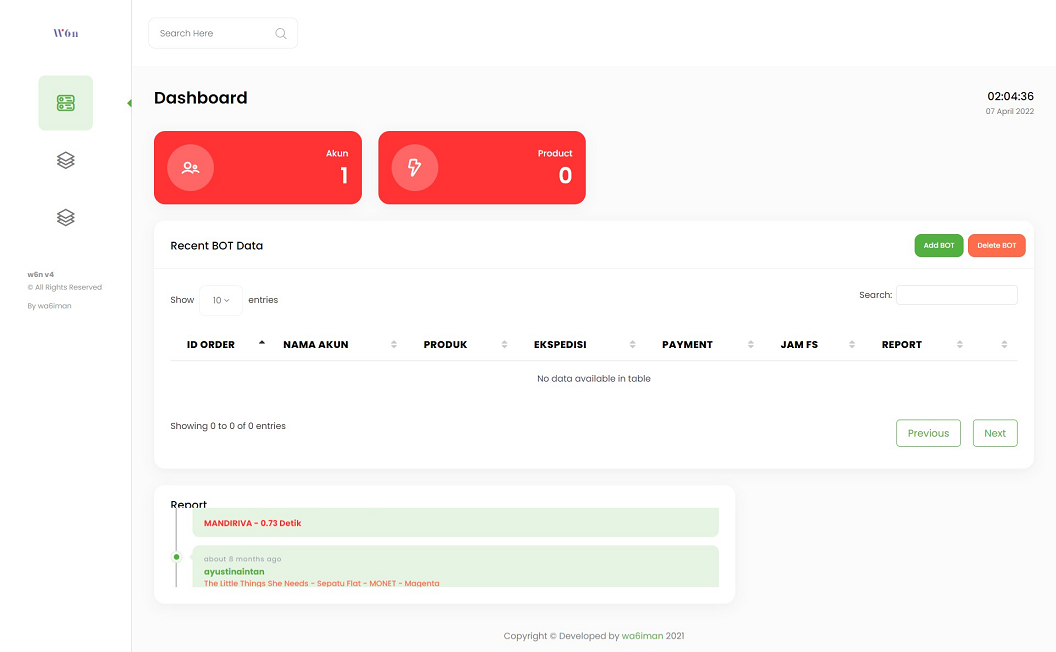 W6n
Search Here
Dashboard
02:04:36
07 April 2022
Akun
1
Product
0
w6n v4
© All Rights Reserved
By wa6iman
Recent BOT Data
Add BOT
Delete BOT
Show 10 entries
Search:
ID ORDER NAMA AKUN PRODUK EKSPEDISI PAYMENT JAM FS REPORT
No data available in table
Showing 0 to 0 of 0 entries
Previous Next
Report
MANDIRIVA - 0.73 Detik
about 8 months ago
ayustinaintan
The Little Things She Needs - Sepatu Flat - MONET - Magenta
Copyright © Developed by wa6iman 2021